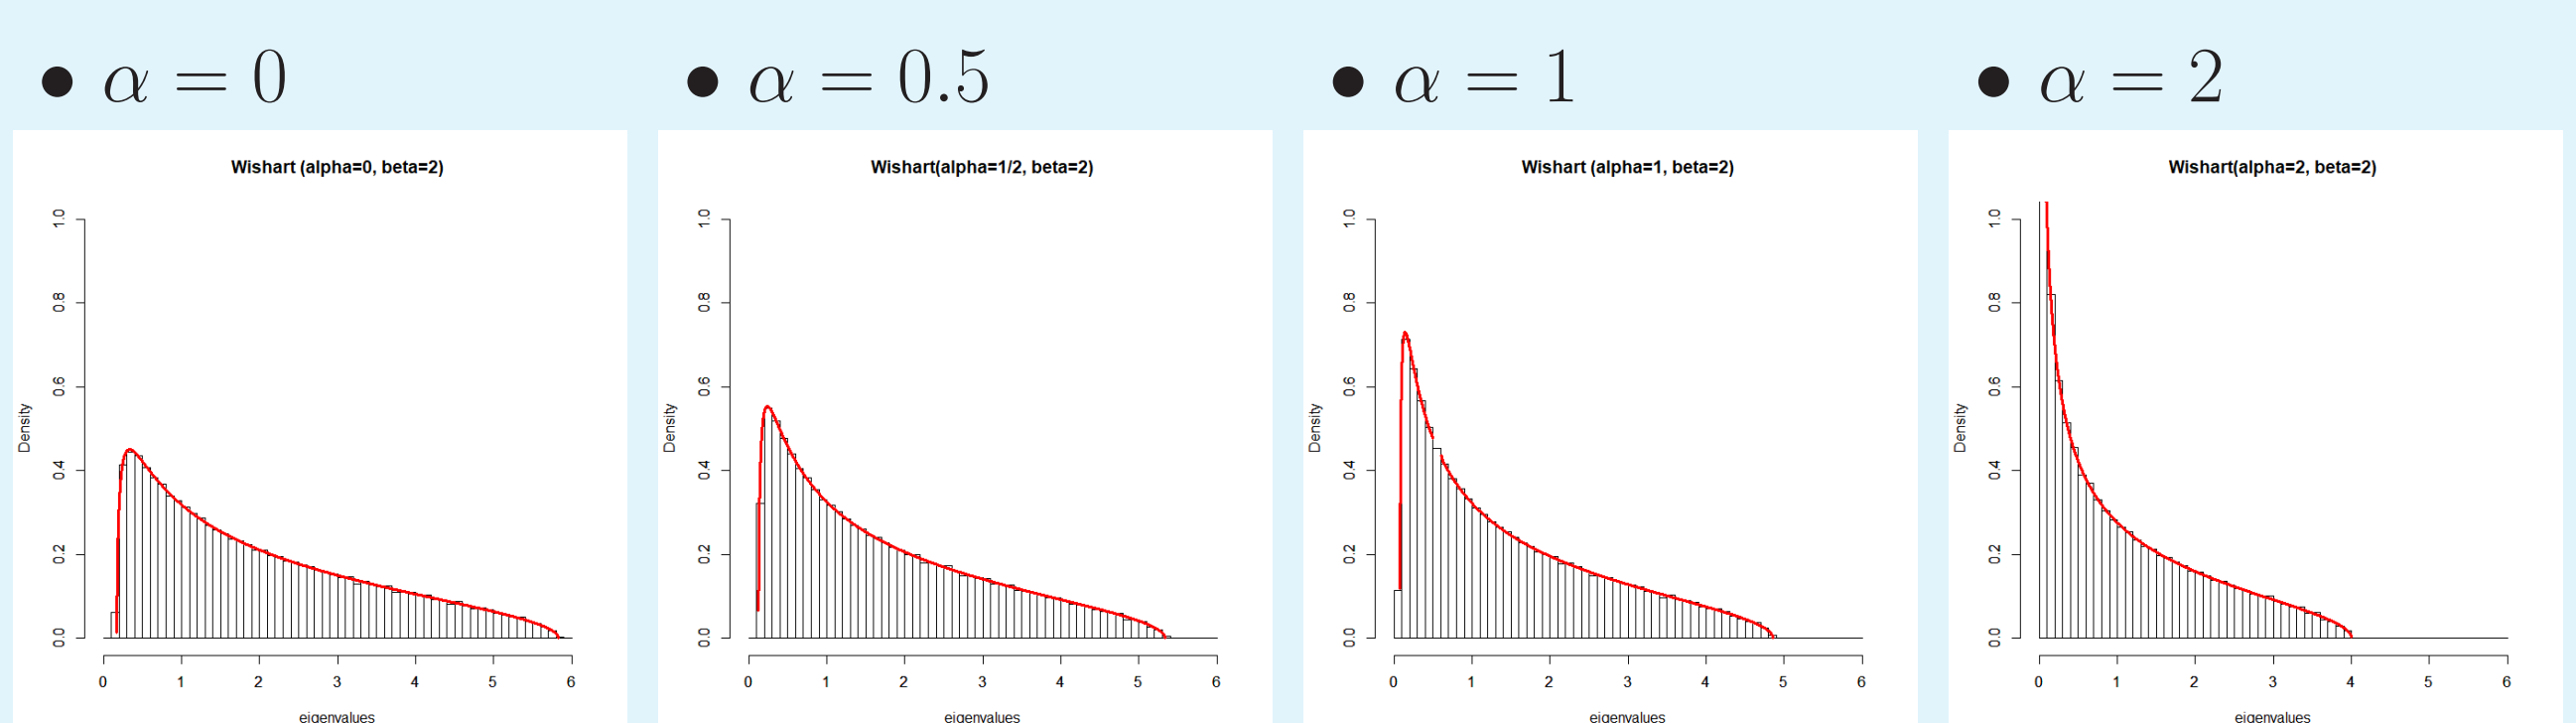 • α = 0
Wishart (alpha=0, beta=2)
Density
1.0
0.8
0.6
0.4
0.2
0.0
0 1 2 3 4 5 6
eigenvalues
• α = 0.5
Wishart(alpha=1/2, beta=2)
Density
1.0
0.8
0.6
0.4
0.2
0.0
0 1 2 3 4 5 6
eigenvalues
• α = 1
Wishart (alpha=1, beta=2)
Density
1.0
0.8
0.6
0.4
0.2
0.0
0 1 2 3 4 5 6
eigenvalues
• α = 2
Wishart(alpha=2, beta=2)
Density
1.0
0.8
0.6
0.4
0.2
0.0
0 1 2 3 4 5 6
eigenvalues